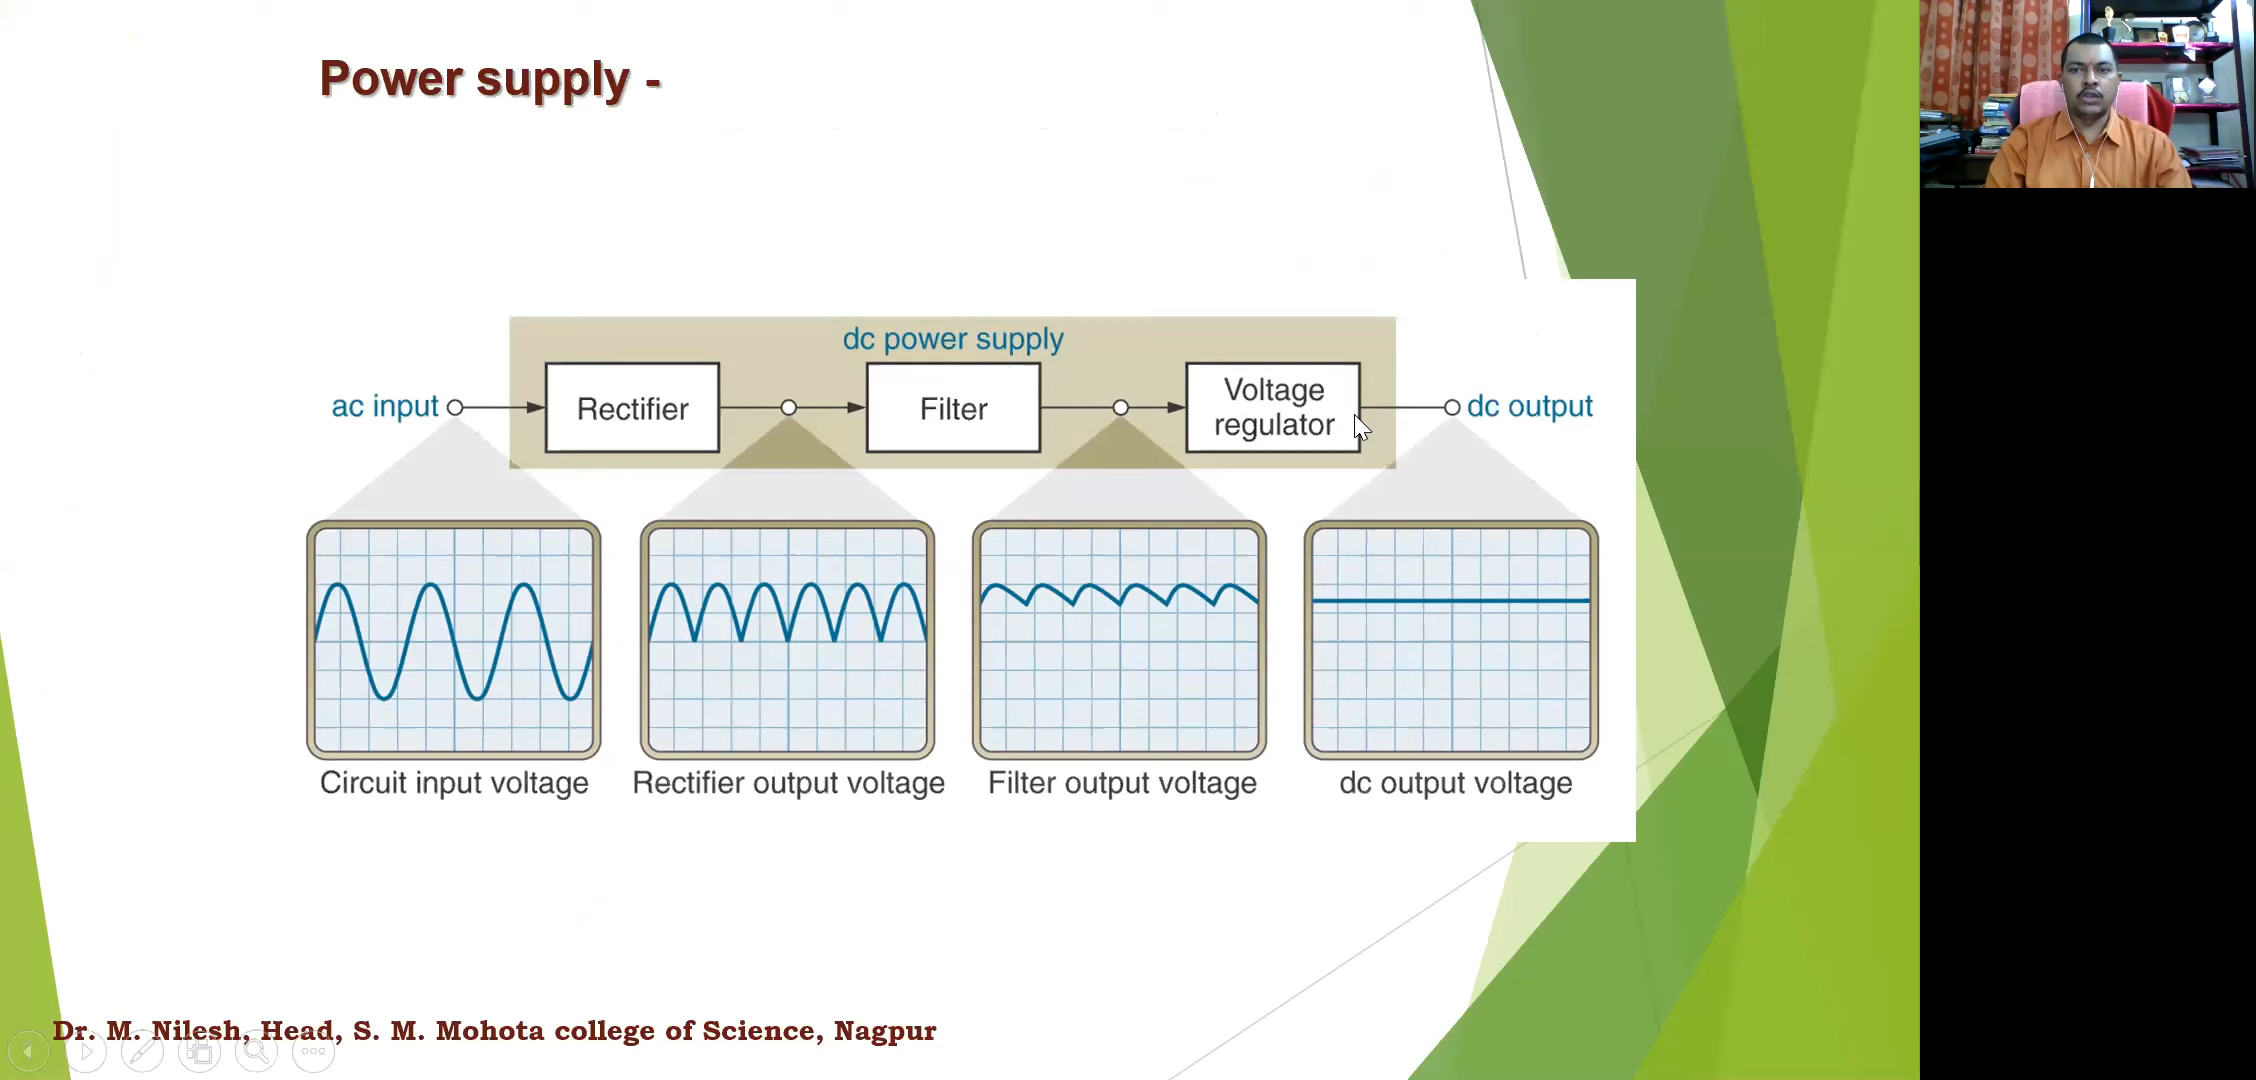 Power supply -
dc power supply
ac input
Rectifier
Filter
Voltage
regulator
dc output
Circuit input voltage
Rectifier output voltage
Filter output voltage
dc output voltage
Dr. M. Nilesh, Head, S. M. Mohota college of Science, Nagpur